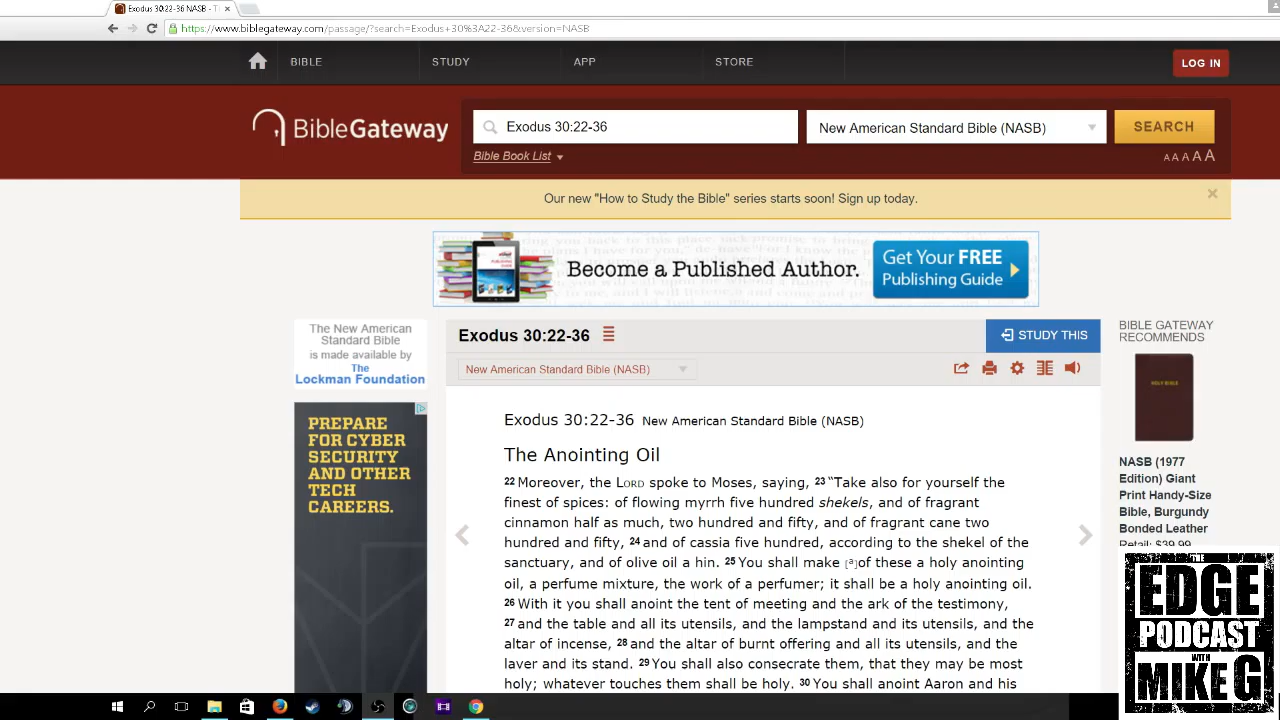 Exodus 30:22-36 NASB - Th
https://www.biblegateway.com/passage/?search=Exodus+30%3A22-36&version=NASB
BIBLE
STUDY
APP
STORE
LOG IN
BibleGateway
Exodus 30:22-36
New American Standard Bible (NASB)
SEARCH
Bible Book List
A A A A A
Our new "How to Study the Bible" series starts soon! Sign up today.
Become a Published Author.
Get Your FREE
Publishing Guide
The New American
Standard Bible
is made available by
The
Lockman Foundation
PREPARE
FOR CYBER
SECURITY
AND OTHER
TECH
CAREERS.
Exodus 30:22-36
STUDY THIS
New American Standard Bible (NASB)
Exodus 30:22-36 New American Standard Bible (NASB)
The Anointing Oil
22 Moreover, the LORD spoke to Moses, saying, 23 “Take also for yourself the
finest of spices: of flowing myrrh five hundred shekels, and of fragrant
cinnamon half as much, two hundred and fifty, and of fragrant cane two
hundred and fifty, 24 and of cassia five hundred, according to the shekel of the
sanctuary, and of olive oil a hin. 25 You shall make [a]of these a holy anointing
oil, a perfume mixture, the work of a perfumer; it shall be a holy anointing oil.
26 With it you shall anoint the tent of meeting and the ark of the testimony,
27 and the table and all its utensils, and the lampstand and its utensils, and the
altar of incense, 28 and the altar of burnt offering and all its utensils, and the
laver and its stand. 29 You shall also consecrate them, that they may be most
holy; whatever touches them shall be holy. 30 You shall anoint Aaron and his
BIBLE GATEWAY
RECOMMENDS
HOLY BIBLE
NASB (1977
Edition) Giant
Print Handy-Size
Bible, Burgundy
Bonded Leather
Retail: $39.99
THE
EDGE
PODCAST
WITH
MIKE G